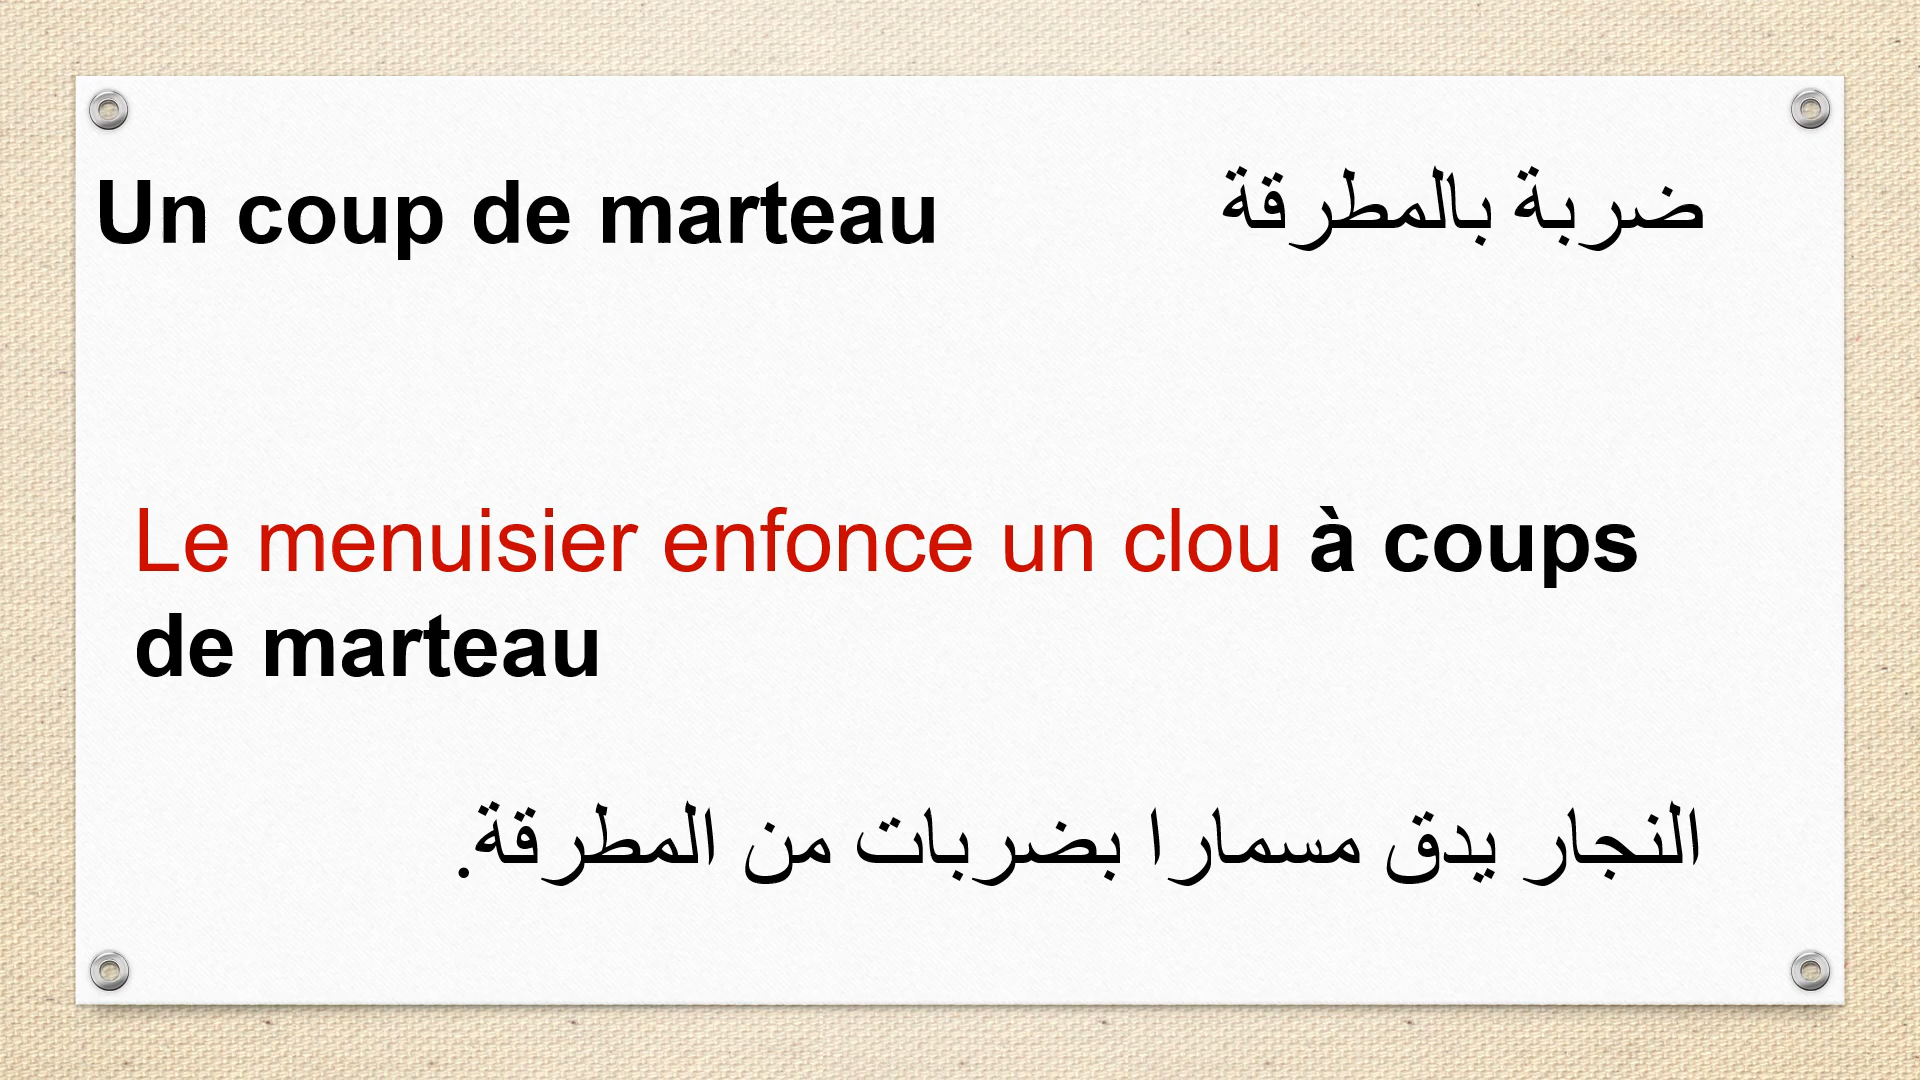 Un coup de marteau
ضربة بالمطرقة
Le menuisier enfonce un clou à coups
de marteau
النجار يدق مسمارا بضربات من المطرقة.